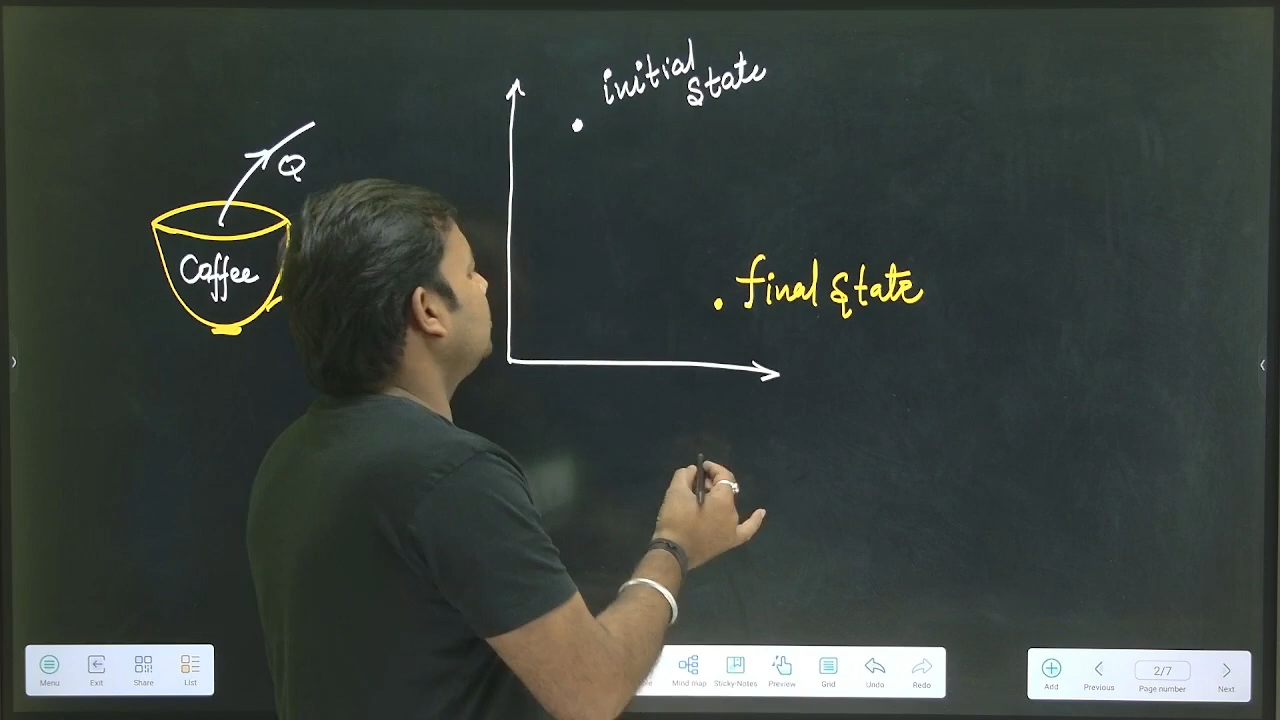 initial
state
Q
Coffee
final state
Menu
Exit
Share
List
Mind map
Sticky-Notes
Preview
Grid
Undo
Redo
Add
Previous
2/7
Page number
Next